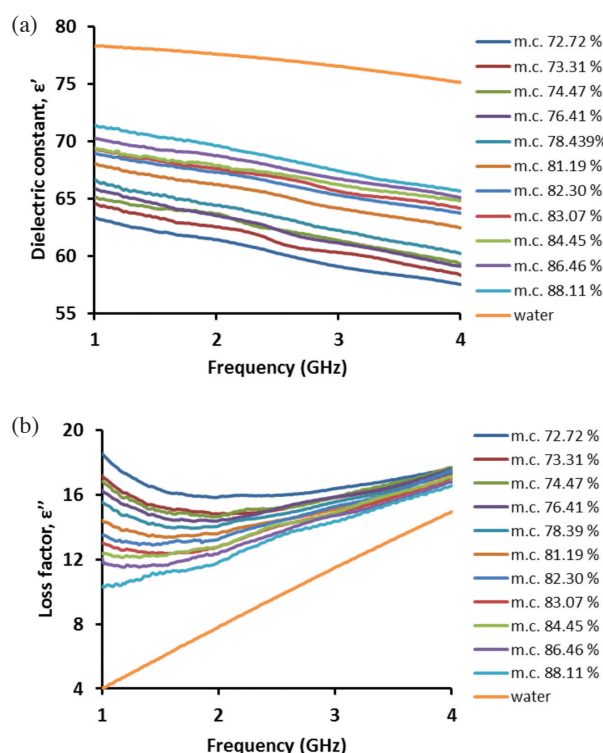 (a)
80
75
70
65
60
55
Dielectric constant, ε'
1
2
3
4
Frequency (GHz)
m.c. 72.72 %
m.c. 73.31 %
m.c. 74.47 %
m.c. 76.41 %
m.c. 78.439%
m.c. 81.19 %
m.c. 82.30 %
m.c. 83.07 %
m.c. 84.45 %
m.c. 86.46 %
m.c. 88.11 %
water
(b)
20
16
12
8
4
Loss factor, ε"
1
2
3
4
Frequency (GHz)
m.c. 72.72 %
m.c. 73.31 %
m.c. 74.47 %
m.c. 76.41 %
m.c. 78.39 %
m.c. 81.19 %
m.c. 82.30 %
m.c. 83.07 %
m.c. 84.45 %
m.c. 86.46 %
m.c. 88.11 %
water